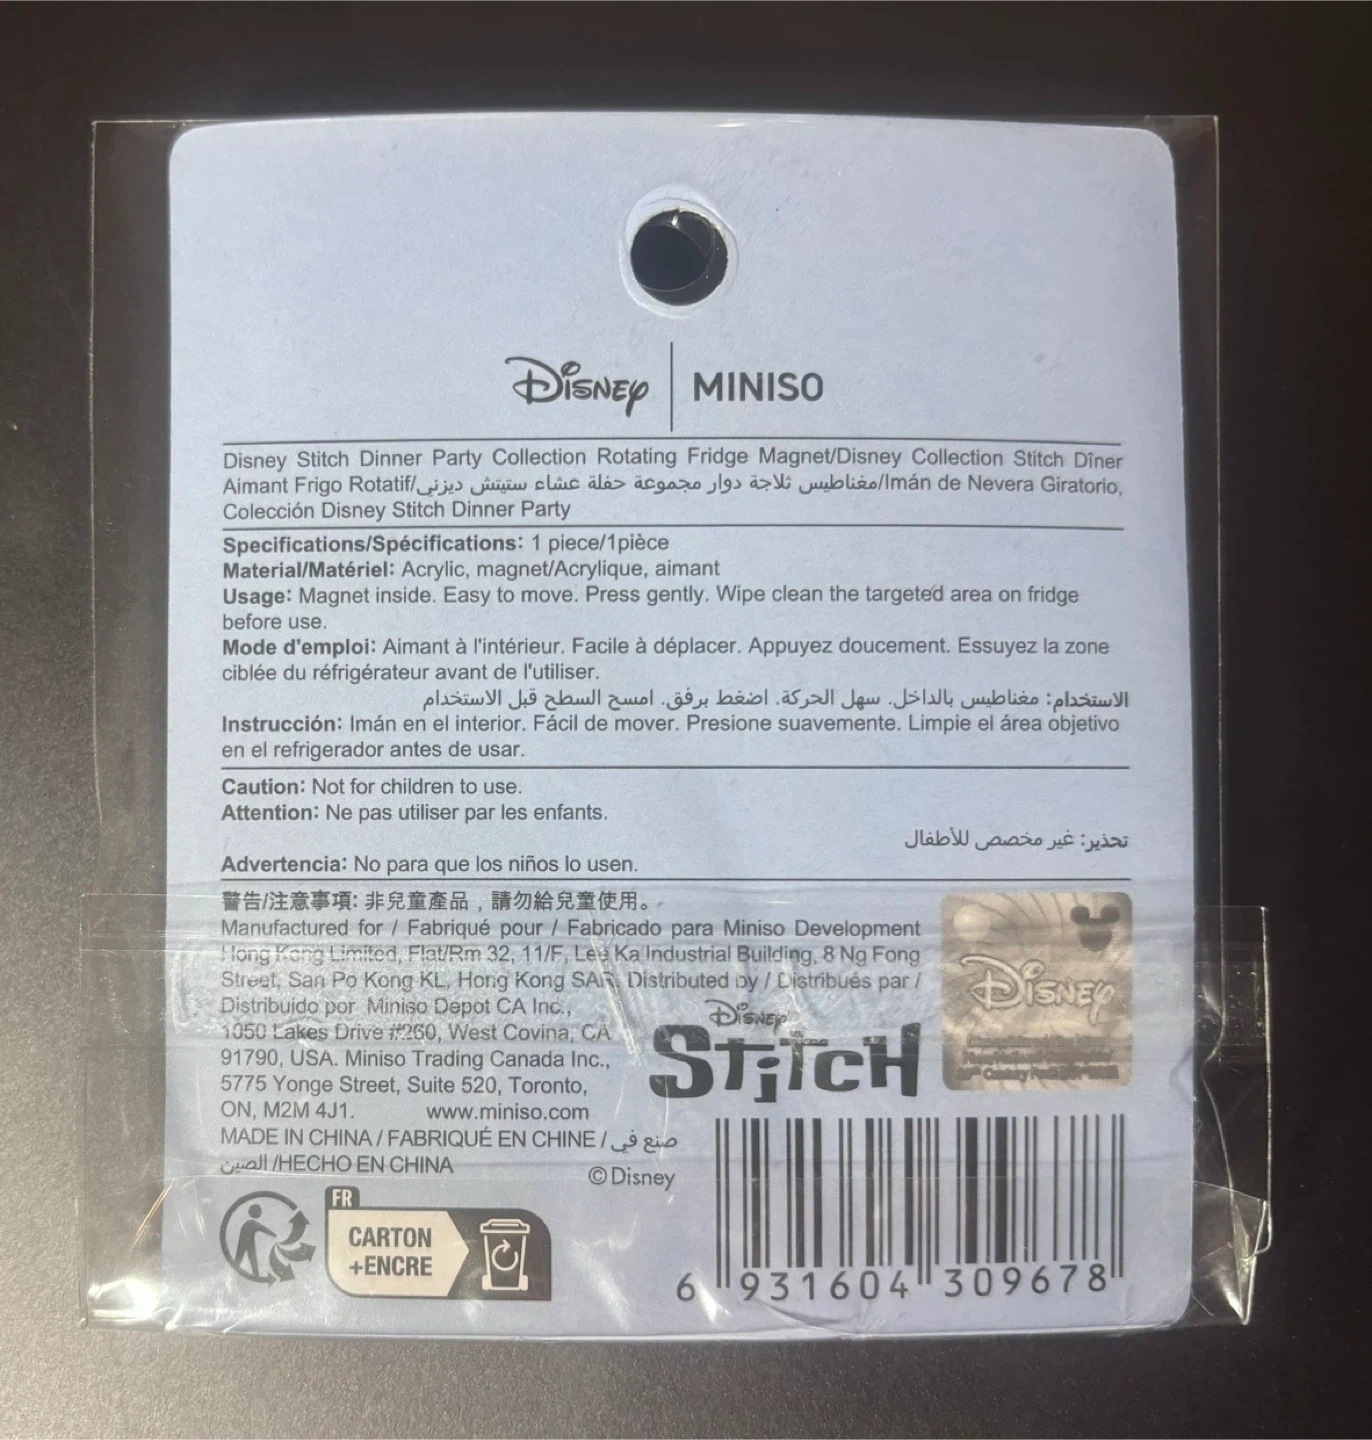 Disney | MINISO
Disney Stitch Dinner Party Collection Rotating Fridge Magnet/Disney Collection Stitch Dîner
Aimant Frigo Rotatif/مغناطيس ثلاجة دوار مجموعة حفلة عشاء ستيتش ديزني/Imán de Nevera Giratorio,
Colección Disney Stitch Dinner Party
Specifications/Spécifications: 1 piece/1pièce
Material/Matériel: Acrylic, magnet/Acrylique, aimant
Usage: Magnet inside. Easy to move. Press gently. Wipe clean the targeted area on fridge
before use.
Mode d'emploi: Aimant à l'intérieur. Facile à déplacer. Appuyez doucement. Essuyez la zone
ciblée du réfrigérateur avant de l'utiliser.
الاستخدام: مغناطيس بالداخل. سهل الحركة. اضغط برفق. امسح السطح قبل الاستخدام
Instrucción: Imán en el interior. Fácil de mover. Presione suavemente. Limpie el área objetivo
en el refrigerador antes de usar.
Caution: Not for children to use.
Attention: Ne pas utiliser par les enfants.
تحذير: غير مخصص للأطفال
Advertencia: No para que los niños lo usen.
警告/注意事項: 非兒童產品，請勿給兒童使用。
Manufactured for / Fabriqué pour / Fabricado para Miniso Development
Hong Kong Limited, Flat/Rm 32, 11/F, Lee Ka Industrial Building, 8 Ng Fong
Street, San Po Kong KL, Hong Kong SAR. Distributed by / Distribués par /
Distribuido por Miniso Depot CA Inc.,
1050 Lakes Drive #260, West Covina, CA
91790, USA. Miniso Trading Canada Inc.,
5775 Yonge Street, Suite 520, Toronto,
ON, M2M 4J1. www.miniso.com
MADE IN CHINA / FABRIQUÉ EN CHINE / صنع في
الصين /HECHO EN CHINA
©Disney
Disney
STiTCH
Disney
FR
CARTON
+ENCRE
6 931604 309678